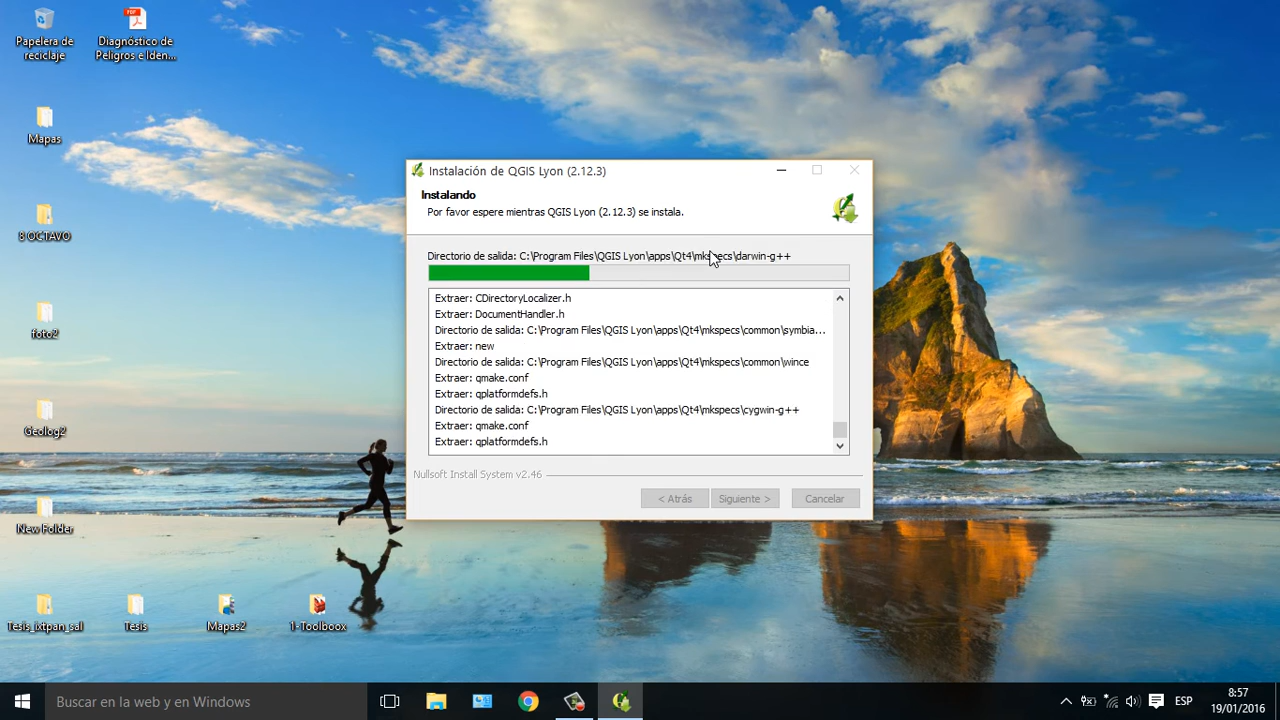 Papelera de
reciclaje
PDF
Diagnóstico de
Peligros e Iden...
Mapas
8 OCTAVO
foto2
Geolog2
New Folder
Tesis_ixtpan_sal
Tesis
Mapas2
1-Toolboox
Instalación de QGIS Lyon (2.12.3)
Instalando
Por favor espere mientras QGIS Lyon (2.12.3) se instala.
Directorio de salida: C:\Program Files\QGIS Lyon\apps\Qt4\mkspecs\darwin-g++
Extraer: CDirectoryLocalizer.h
Extraer: DocumentHandler.h
Directorio de salida: C:\Program Files\QGIS Lyon\apps\Qt4\mkspecs\common\symbia...
Extraer: new
Directorio de salida: C:\Program Files\QGIS Lyon\apps\Qt4\mkspecs\common\wince
Extraer: qmake.conf
Extraer: qplatformdefs.h
Directorio de salida: C:\Program Files\QGIS Lyon\apps\Qt4\mkspecs\cygwin-g++
Extraer: qmake.conf
Extraer: qplatformdefs.h
Nullsoft Install System v2.46
< Atrás
Siguiente >
Cancelar
Buscar en la web y en Windows
ESP
8:57
19/01/2016